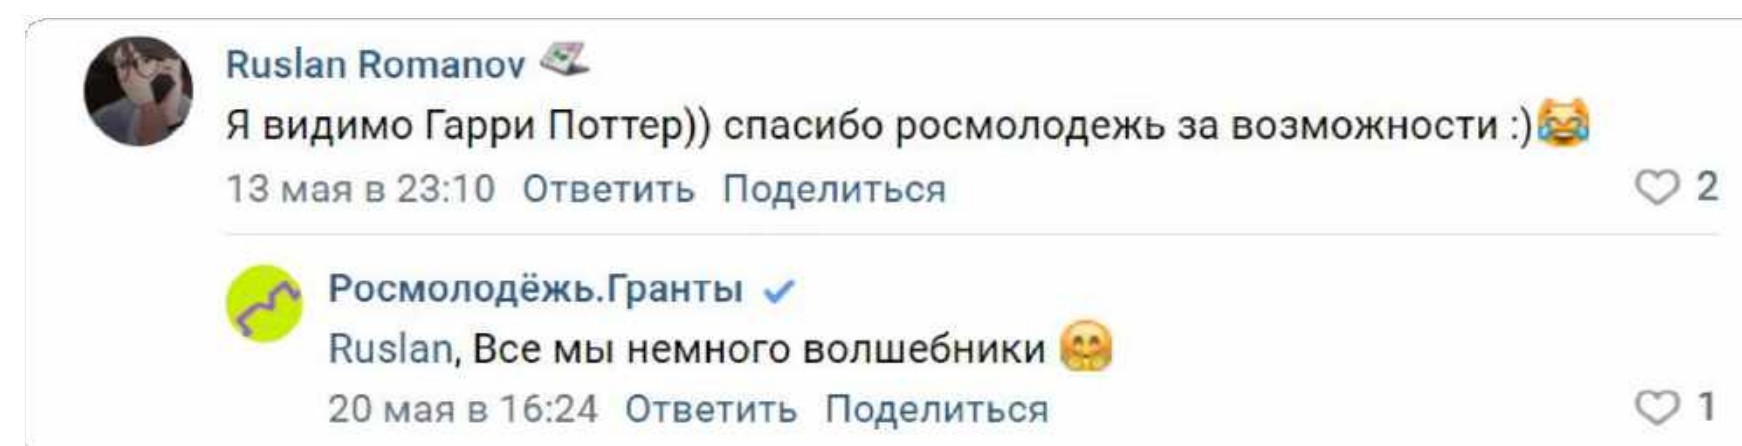 Ruslan Romanov
Я видимо Гарри Поттер)) спасибо росмолодежь за возможности :)
13 мая в 23:10 Ответить Поделиться 2
Росмолодёжь.Гранты
Ruslan, Все мы немного волшебники
20 мая в 16:24 Ответить Поделиться 1